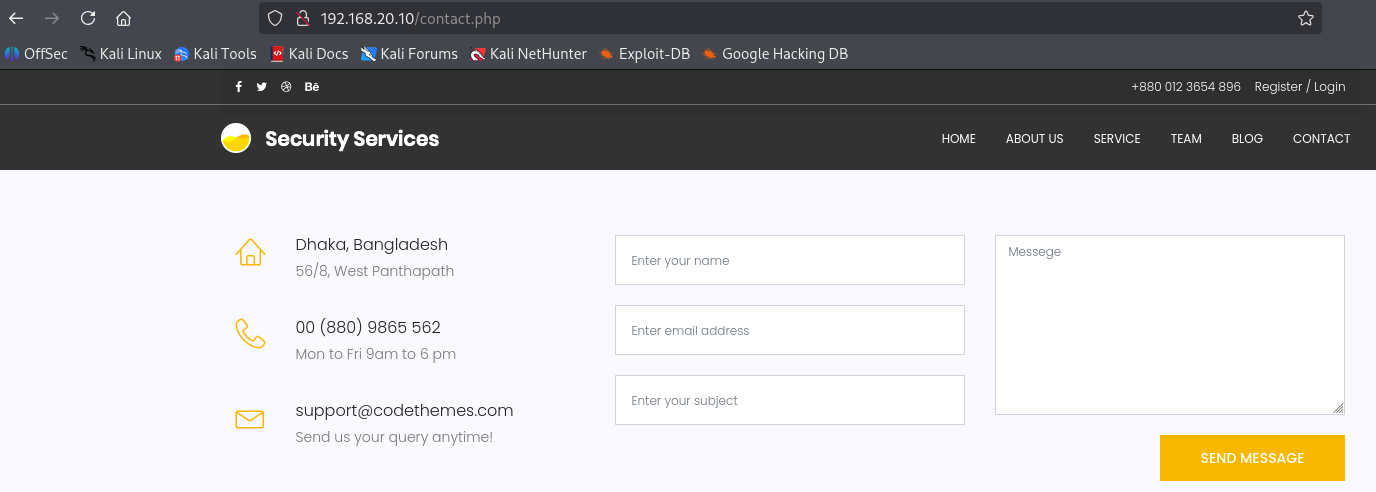 192.168.20.10/contact.php
OffSec Kali Linux Kali Tools Kali Docs Kali Forums Kali NetHunter Exploit-DB Google Hacking DB
Bē +880 012 3654 896 Register / Login
Security Services HOME ABOUT US SERVICE TEAM BLOG CONTACT
Dhaka, Bangladesh
56/8, West Panthapath
00 (880) 9865 562
Mon to Fri 9am to 6 pm
support@codethemes.com
Send us your query anytime!
Enter your name
Enter email address
Enter your subject
Messege
SEND MESSAGE